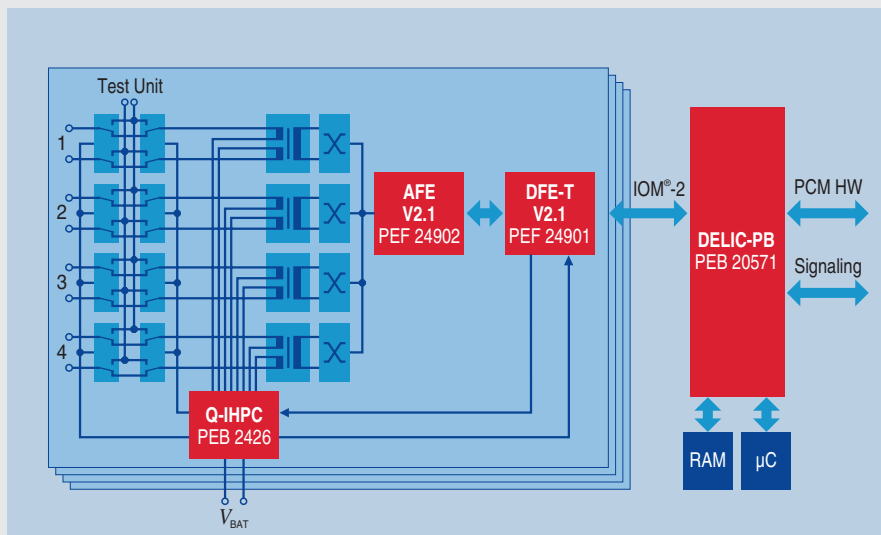 Test Unit
1
2
3
4
AFE
V2.1
PEF 24902
DFE-T
V2.1
PEF 24901
IOM®-2
DELIC-PB
PEB 20571
PCM HW
Signaling
Q-IHPC
PEB 2426
RAM
µC
VBAT